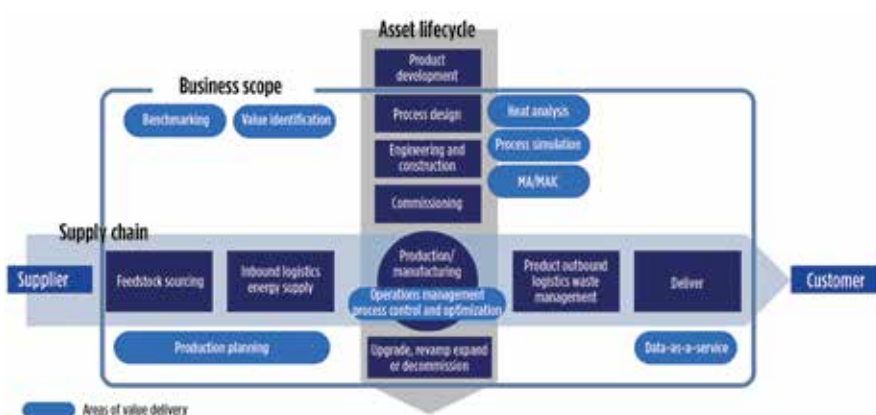 Asset lifecycle
Product
development
Business scope
Benchmarking
Value identification
Process design
Heat analysis
Process simulation
Engineering and
construction
MA/MAK
Commissioning
Supply chain
Supplier
Feedstock sourcing
Inbound logistics
energy supply
Production/
manufacturing
Operations management
process control and optimization
Product outbound
logistics waste
management
Deliver
Customer
Production planning
Upgrade, revamp expand
or decommission
Data-as-a-service
Areas of value delivery